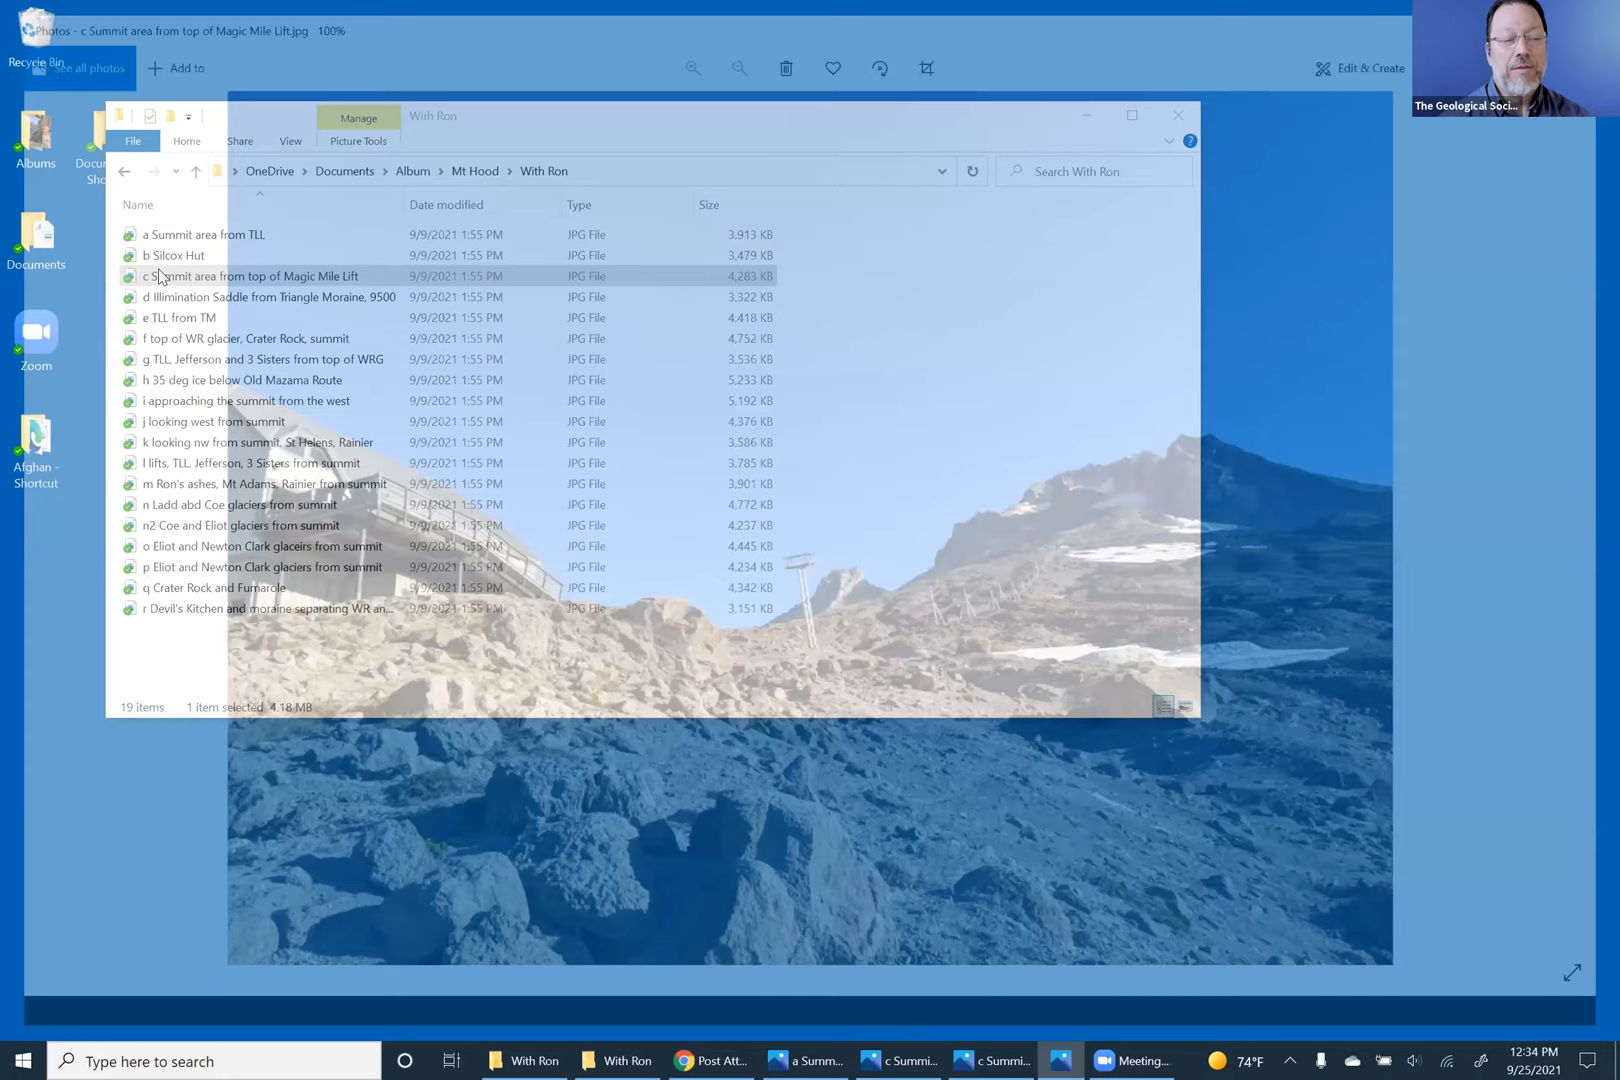 Photos - c Summit area from top of Magic Mile Lift.jpg 100%
Recycle Bin
See all photos
Add to
Edit & Create
The Geological Soci...
Manage
With Ron
File
Home
Share
View
Picture Tools
OneDrive > Documents > Album > Mt Hood > With Ron
Search With Ron
Name
Date modified
Type
Size
a Summit area from TLL 9/9/2021 1:55 PM JPG File 3,913 KB
b Silcox Hut 9/9/2021 1:55 PM JPG File 3,479 KB
c Summit area from top of Magic Mile Lift 9/9/2021 1:55 PM JPG File 4,283 KB
d Illimination Saddle from Triangle Moraine, 9500 9/9/2021 1:55 PM JPG File 3,322 KB
e TLL from TM 9/9/2021 1:55 PM JPG File 4,418 KB
f top of WR glacier, Crater Rock, summit 9/9/2021 1:55 PM JPG File 4,752 KB
g TLL, Jefferson and 3 Sisters from top of WRG 9/9/2021 1:55 PM JPG File 3,536 KB
h 35 deg ice below Old Mazama Route 9/9/2021 1:55 PM JPG File 5,233 KB
i approaching the summit from the west 9/9/2021 1:55 PM JPG File 5,192 KB
j looking west from summit 9/9/2021 1:55 PM JPG File 4,376 KB
k looking nw from summit, St Helens, Rainier 9/9/2021 1:55 PM JPG File 3,586 KB
l lifts, TLL, Jefferson, 3 Sisters from summit 9/9/2021 1:55 PM JPG File 3,785 KB
m Ron's ashes, Mt Adams, Rainier from summit 9/9/2021 1:55 PM JPG File 3,901 KB
n Ladd abd Coe glaciers from summit 9/9/2021 1:55 PM JPG File 4,772 KB
n2 Coe and Eliot glaciers from summit 9/9/2021 1:55 PM JPG File 4,237 KB
o Eliot and Newton Clark glaceirs from summit 9/9/2021 1:55 PM JPG File 4,445 KB
p Eliot and Newton Clark glaciers from summit 9/9/2021 1:55 PM JPG File 4,234 KB
q Crater Rock and Fumarole 9/9/2021 1:55 PM JPG File 4,342 KB
r Devil's Kitchen and moraine separating WR an... 9/9/2021 1:55 PM JPG File 3,151 KB
19 items 1 item selected 4.18 MB
Albums
Docum
Sho
Documents
Zoom
Afghan -
Shortcut
Type here to search
With Ron
With Ron
Post Att...
a Summ...
c Summi...
c Summi...
Meeting...
74°F
12:34 PM
9/25/2021